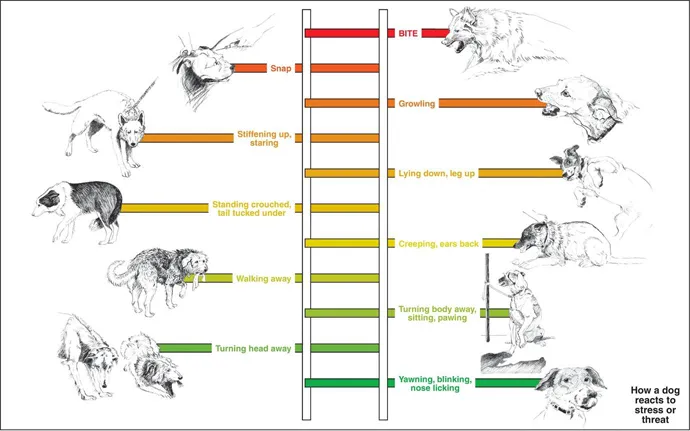 BITE
Snap
Growling
Stiffening up,
staring
Lying down, leg up
Standing crouched,
tail tucked under
Creeping, ears back
Walking away
Turning body away,
sitting, pawing
Turning head away
Yawning, blinking,
nose licking
How a dog
reacts to
stress or
threat